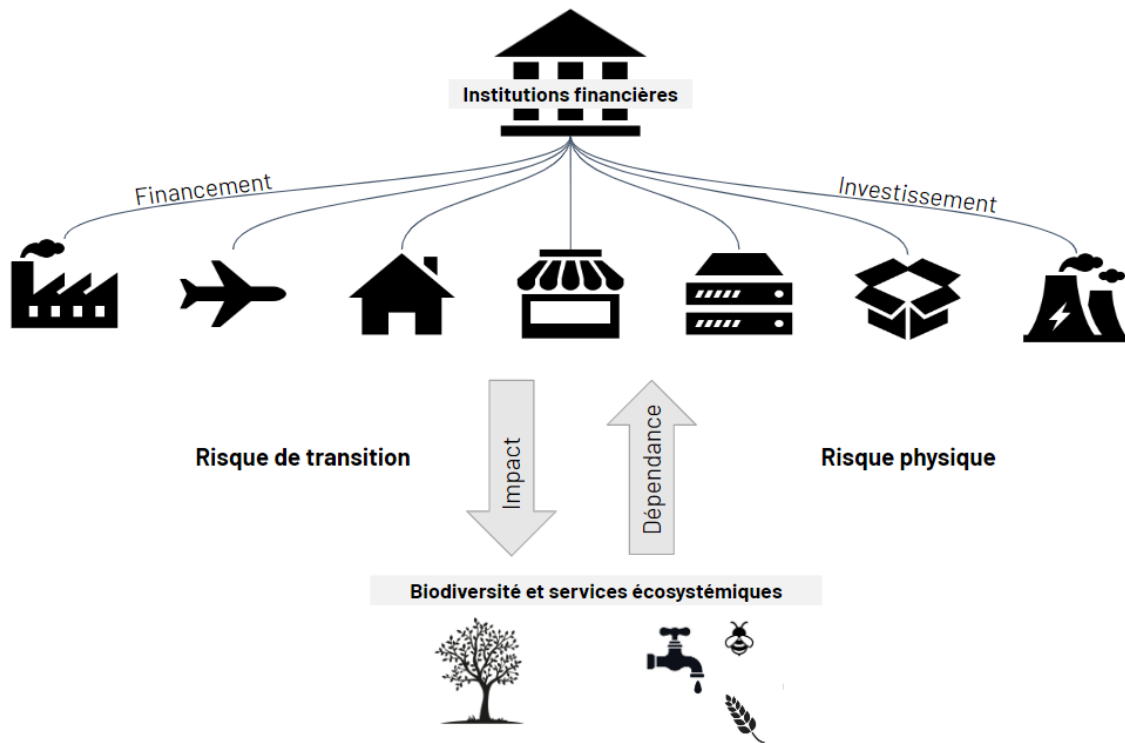 Institutions financières
Financement
Investissement
Risque de transition
Impact
Dépendance
Risque physique
Biodiversité et services écosystémiques